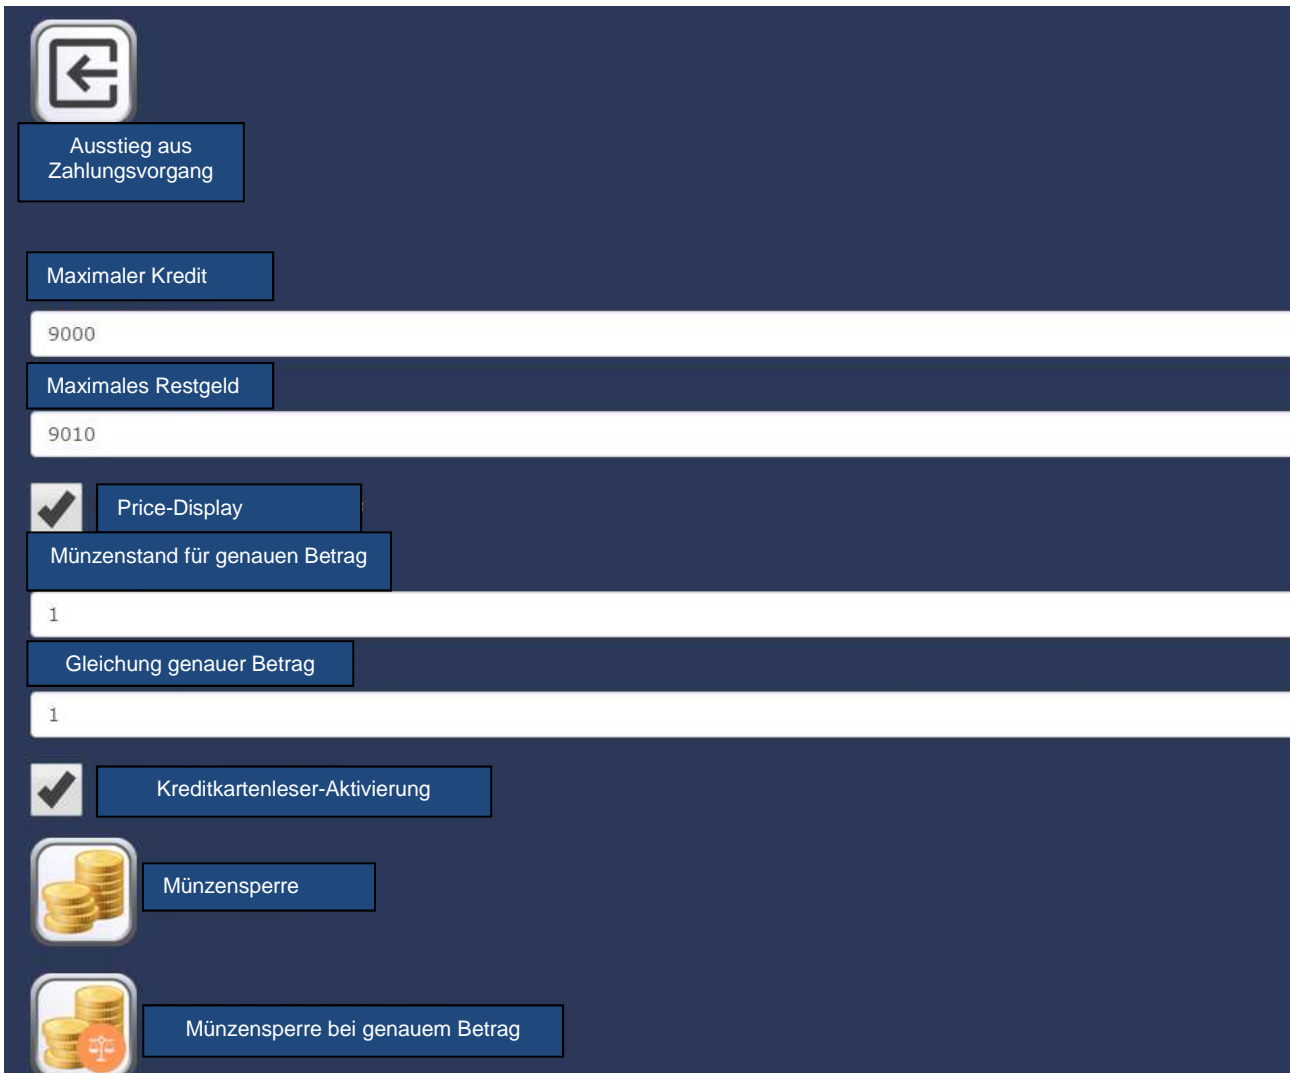 Ausstieg aus
Zahlungsvorgang
Maximaler Kredit
9000
Maximales Restgeld
9010
Price-Display
Münzenstand für genauen Betrag
1
Gleichung genauer Betrag
1
Kreditkartenleser-Aktivierung
Münzensperre
Münzensperre bei genauem Betrag